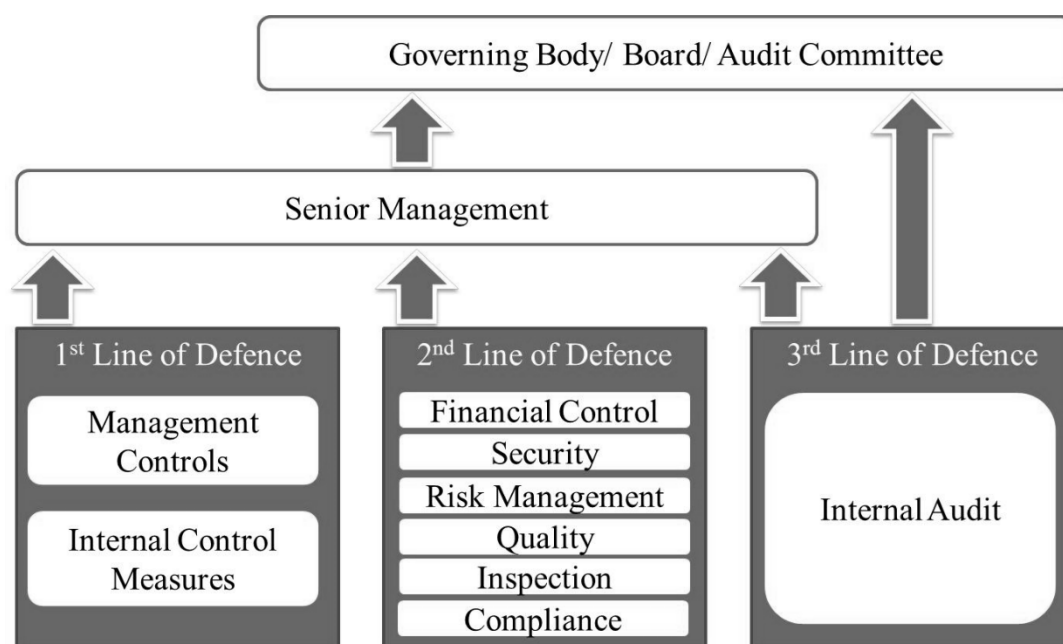 Governing Body/ Board/ Audit Committee
Senior Management
1st Line of Defence
Management
Controls
Internal Control
Measures
2nd Line of Defence
Financial Control
Security
Risk Management
Quality
Inspection
Compliance
3rd Line of Defence
Internal Audit